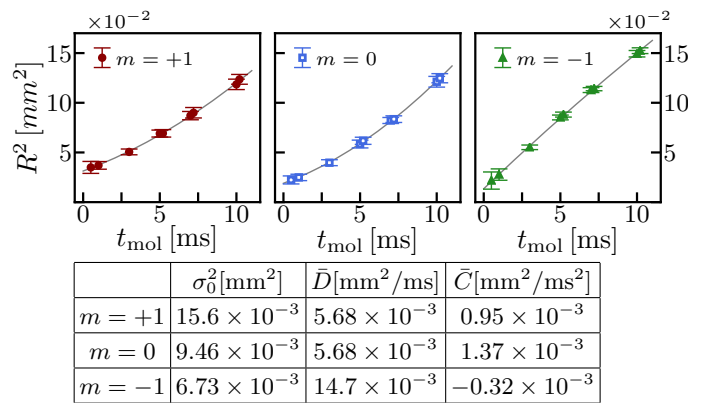 ×10⁻² ×10⁻²
m = +1 m = 0 m = −1
15 15
10 10
5 5
R² [mm²]
0 5 10 0 5 10 0 5 10
t_mol [ms] t_mol [ms] t_mol [ms]
σ₀²[mm²] D̄[mm²/ms] C̄[mm²/ms²]
m = +1 15.6 × 10⁻³ 5.68 × 10⁻³ 0.95 × 10⁻³
m = 0 9.46 × 10⁻³ 5.68 × 10⁻³ 1.37 × 10⁻³
m = −1 6.73 × 10⁻³ 14.7 × 10⁻³ −0.32 × 10⁻³